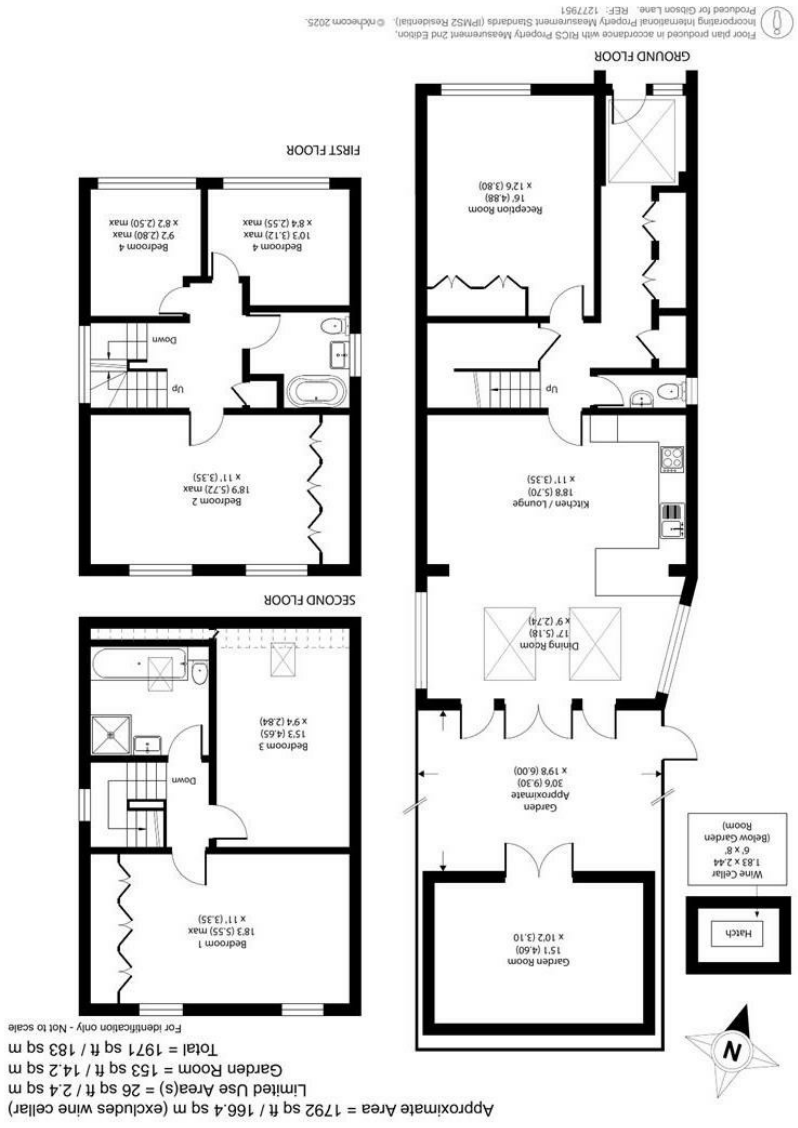 Approximate Area = 1792 sq ft / 166.4 sq m (excludes wine cellar)
Limited Use Area(s) = 26 sq ft / 2.4 sq m
Garden Room = 153 sq ft / 14.2 sq m
Total = 1971 sq ft / 183 sq m
For identification only - Not to scale
N
Hatch
Wine Cellar
1.83 x 2.44
6' x 8'
(Below Garden
Room)
Garden Room
15'1 (4.60)
x 10'2 (3.10
Garden
Approximate
30'6 (9.30)
x 19'8 (6.00)
Dining Room
17' (5.18)
x 9' (2.74)
Kitchen / Lounge
18'8 (5.70)
x 11' (3.35)
Up
Reception Room
16' (4.88)
x 12'6 (3.80)
GROUND FLOOR
Bedroom 1
18'3 (5.55) max
x 11' (3.35)
Down
Bedroom 3
15'3 (4.65)
x 9'4 (2.84)
SECOND FLOOR
Bedroom 2
18'9 (5.72) max
x 11' (3.35)
Up
Down
Bedroom 4
10'3 (3.12) max
x 8'4 (2.55) max
Bedroom 4
9'2 (2.80) max
x 8'2 (2.50) max
FIRST FLOOR
Floor plan produced in accordance with RICS Property Measurement 2nd Edition,
Incorporating International Property Measurement Standards (IPMS2 Residential). © ntchecom 2025.
Produced for Gibson Lane. REF: 1277951